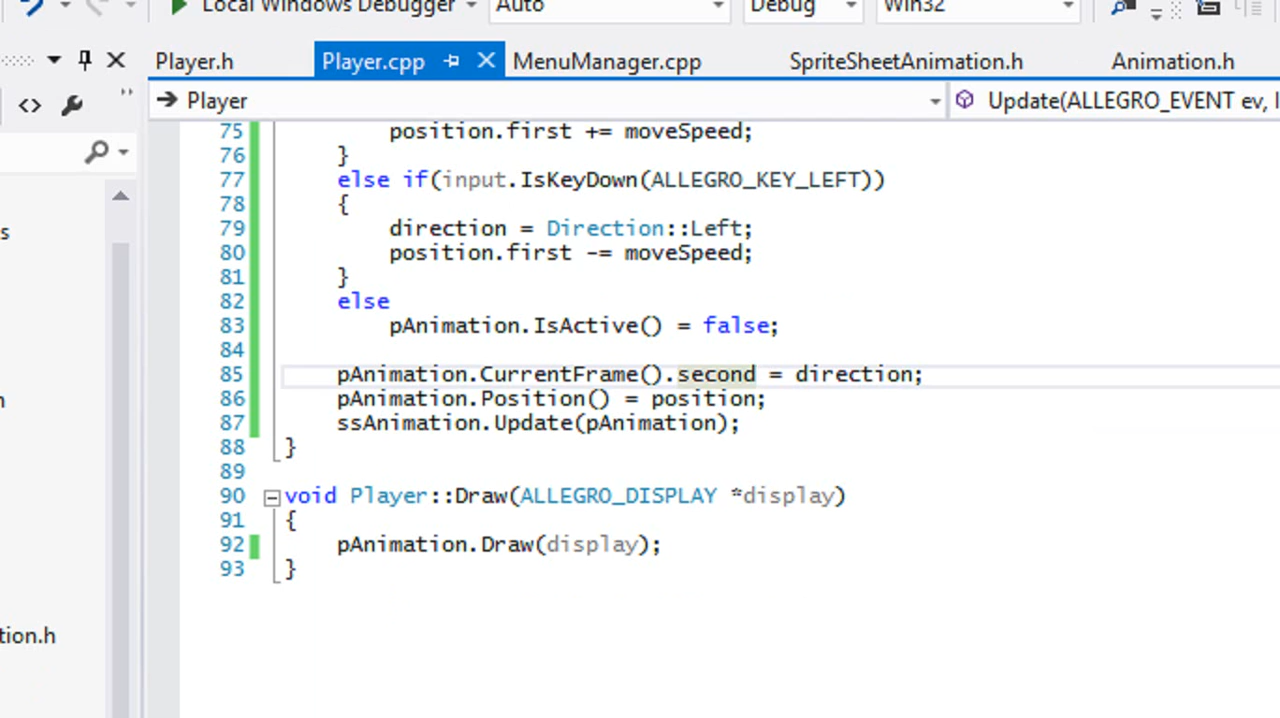 Local Windows Debugger
Auto
Debug
Win32
Player.h
Player.cpp
MenuManager.cpp
SpriteSheetAnimation.h
Animation.h
Player
Update(ALLEGRO_EVENT ev, I
75 position.first += moveSpeed;
76 }
77 else if(input.IsKeyDown(ALLEGRO_KEY_LEFT))
78 {
79 direction = Direction::Left;
80 position.first -= moveSpeed;
81 }
82 else
83 pAnimation.IsActive() = false;
84
85 pAnimation.CurrentFrame().second = direction;
86 pAnimation.Position() = position;
87 ssAnimation.Update(pAnimation);
88 }
89
90 void Player::Draw(ALLEGRO_DISPLAY *display)
91 {
92 pAnimation.Draw(display);
93 }
s
n
tion.h